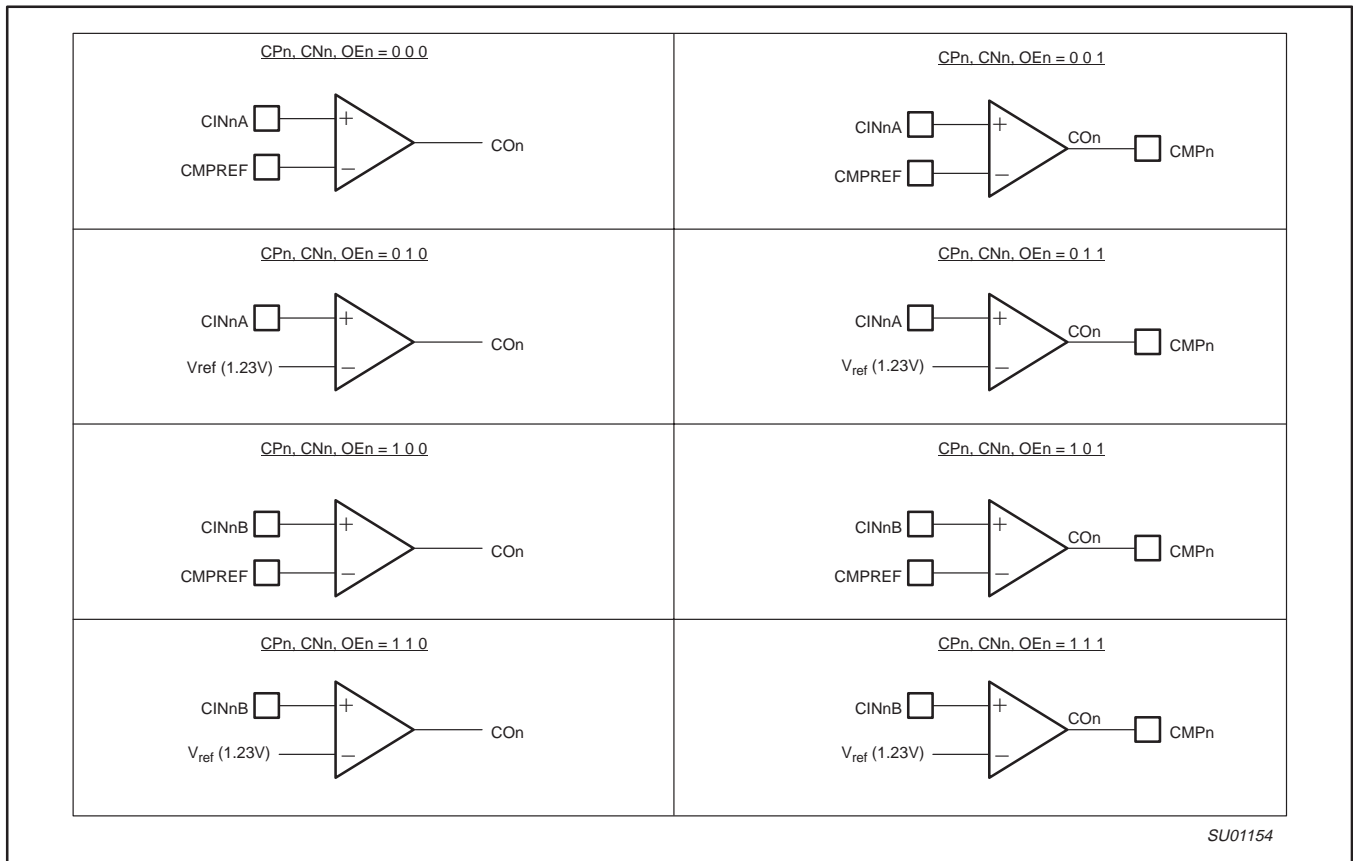 CPn, CNn, OEn = 0 0 0
CINnA
+
COn
CMPREF
–
CPn, CNn, OEn = 0 0 1
CINnA
+
COn
CMPn
CMPREF
–
CPn, CNn, OEn = 0 1 0
CINnA
+
COn
Vref (1.23V)
–
CPn, CNn, OEn = 0 1 1
CINnA
+
COn
CMPn
Vref (1.23V)
–
CPn, CNn, OEn = 1 0 0
CINnB
+
COn
CMPREF
–
CPn, CNn, OEn = 1 0 1
CINnB
+
COn
CMPn
CMPREF
–
CPn, CNn, OEn = 1 1 0
CINnB
+
COn
Vref (1.23V)
–
CPn, CNn, OEn = 1 1 1
CINnB
+
COn
CMPn
Vref (1.23V)
–
SU01154